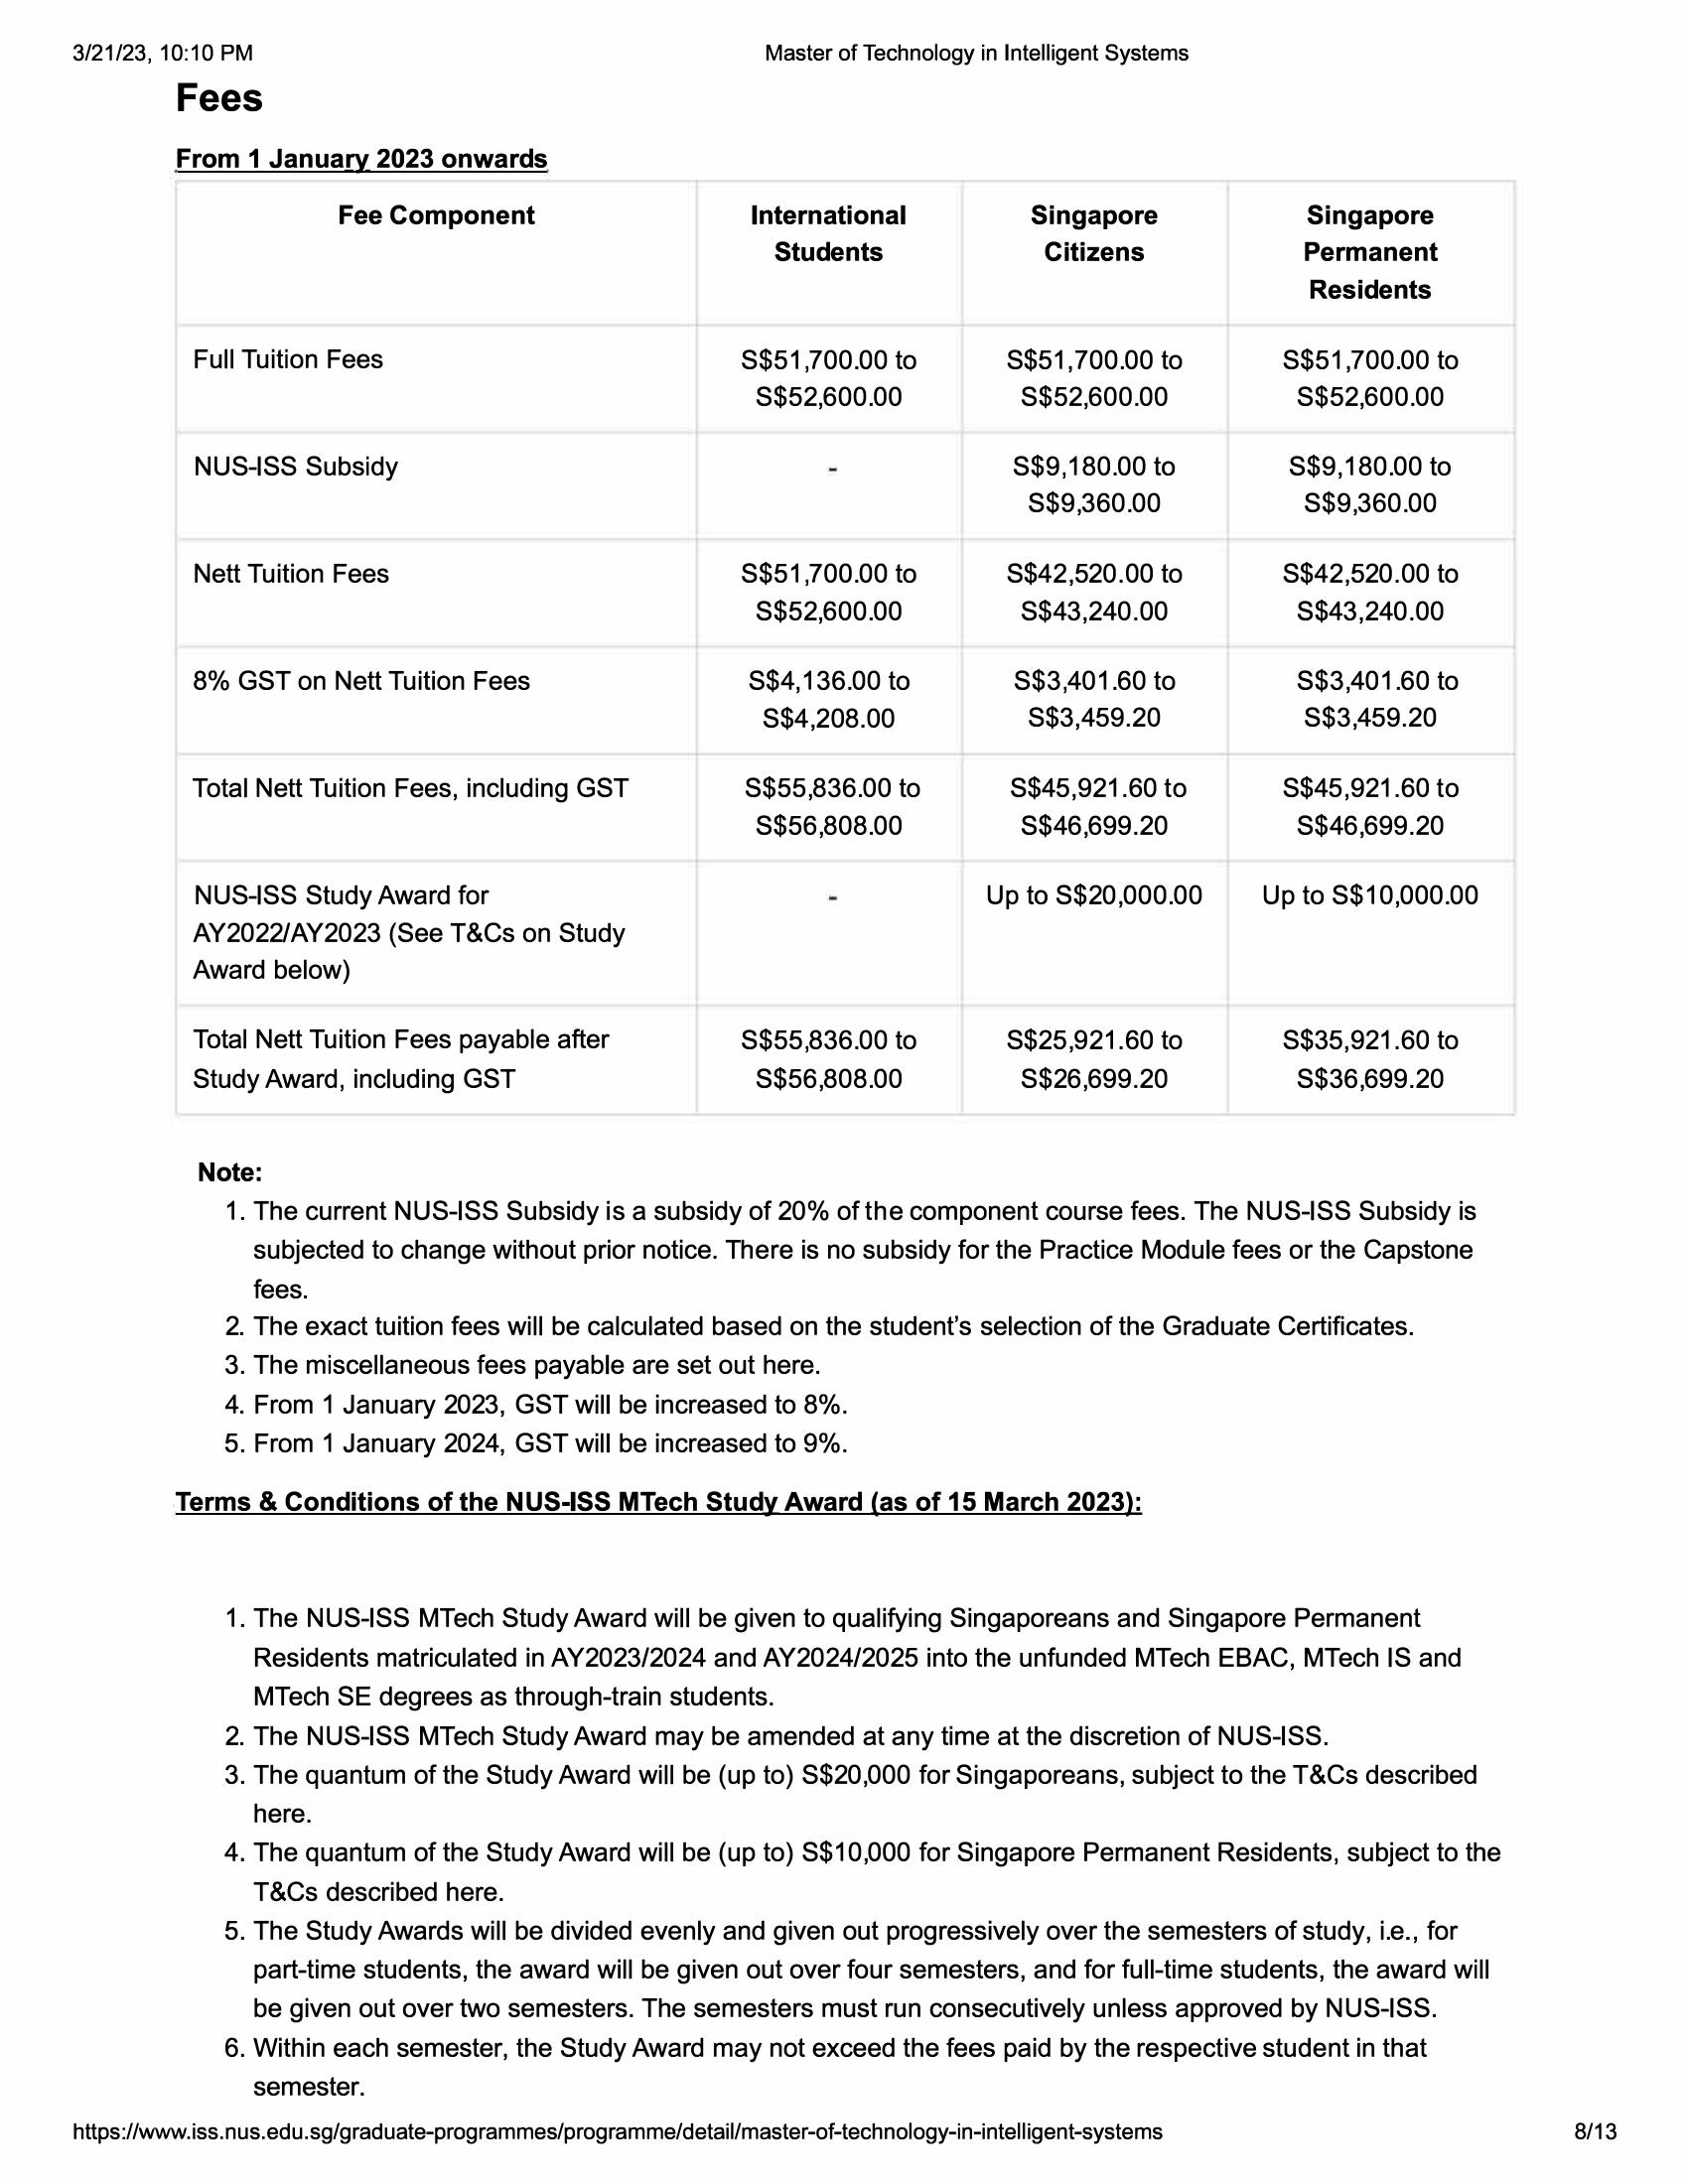 3/21/23, 10:10 PM
Master of Technology in Intelligent Systems
Fees
From 1 January 2023 onwards
Fee Component
International
Students
Singapore
Citizens
Singapore
Permanent
Residents
Full Tuition Fees
S$51,700.00 to
S$52,600.00
S$51,700.00 to
S$52,600.00
S$51,700.00 to
S$52,600.00
NUS-ISS Subsidy
-
S$9,180.00 to
S$9,360.00
S$9,180.00 to
S$9,360.00
Nett Tuition Fees
S$51,700.00 to
S$52,600.00
S$42,520.00 to
S$43,240.00
S$42,520.00 to
S$43,240.00
8% GST on Nett Tuition Fees
S$4,136.00 to
S$4,208.00
S$3,401.60 to
S$3,459.20
S$3,401.60 to
S$3,459.20
Total Nett Tuition Fees, including GST
S$55,836.00 to
S$56,808.00
S$45,921.60 to
S$46,699.20
S$45,921.60 to
S$46,699.20
NUS-ISS Study Award for
AY2022/AY2023 (See T&Cs on Study
Award below)
-
Up to S$20,000.00
Up to S$10,000.00
Total Nett Tuition Fees payable after
Study Award, including GST
S$55,836.00 to
S$56,808.00
S$25,921.60 to
S$26,699.20
S$35,921.60 to
S$36,699.20
Note:
1. The current NUS-ISS Subsidy is a subsidy of 20% of the component course fees. The NUS-ISS Subsidy is
subjected to change without prior notice. There is no subsidy for the Practice Module fees or the Capstone
fees.
2. The exact tuition fees will be calculated based on the student’s selection of the Graduate Certificates.
3. The miscellaneous fees payable are set out here.
4. From 1 January 2023, GST will be increased to 8%.
5. From 1 January 2024, GST will be increased to 9%.
Terms & Conditions of the NUS-ISS MTech Study Award (as of 15 March 2023):
1. The NUS-ISS MTech Study Award will be given to qualifying Singaporeans and Singapore Permanent
Residents matriculated in AY2023/2024 and AY2024/2025 into the unfunded MTech EBAC, MTech IS and
MTech SE degrees as through-train students.
2. The NUS-ISS MTech Study Award may be amended at any time at the discretion of NUS-ISS.
3. The quantum of the Study Award will be (up to) S$20,000 for Singaporeans, subject to the T&Cs described
here.
4. The quantum of the Study Award will be (up to) S$10,000 for Singapore Permanent Residents, subject to the
T&Cs described here.
5. The Study Awards will be divided evenly and given out progressively over the semesters of study, i.e., for
part-time students, the award will be given out over four semesters, and for full-time students, the award will
be given out over two semesters. The semesters must run consecutively unless approved by NUS-ISS.
6. Within each semester, the Study Award may not exceed the fees paid by the respective student in that
semester.
https://www.iss.nus.edu.sg/graduate-programmes/programme/detail/master-of-technology-in-intelligent-systems
8/13